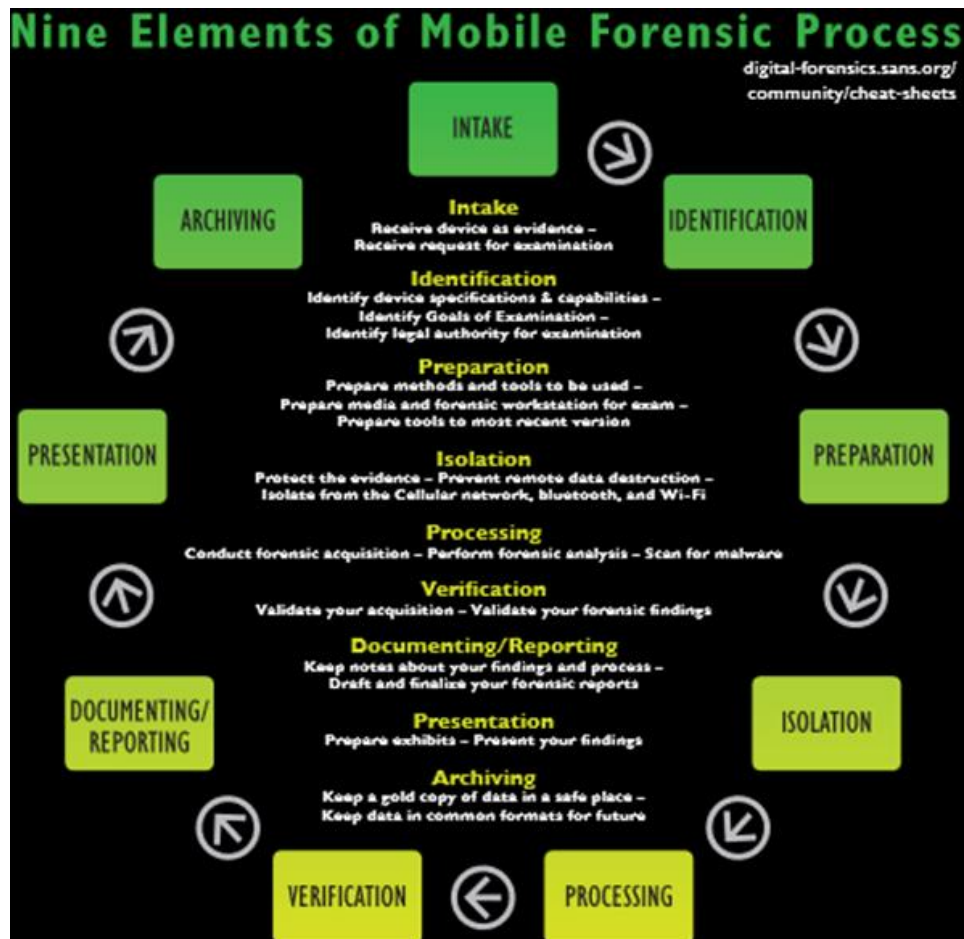 Nine Elements of Mobile Forensic Process
digital-forensics.sans.org/
community/cheat-sheets
INTAKE
ARCHIVING
IDENTIFICATION
Intake
Receive device as evidence –
Receive request for examination
Identification
Identify device specifications & capabilities –
Identify Goals of Examination –
Identify legal authority for examination
Preparation
Prepare methods and tools to be used –
Prepare media and forensic workstation for exam –
Prepare tools to most recent version
PRESENTATION
PREPARATION
Isolation
Protect the evidence – Prevent remote data destruction –
Isolate from the Cellular network, bluetooth, and Wi-Fi
Processing
Conduct forensic acquisition – Perform forensic analysis – Scan for malware
Verification
Validate your acquisition – Validate your forensic findings
Documenting/Reporting
Keep notes about your findings and process –
Draft and finalize your forensic reports
DOCUMENTING/
REPORTING
ISOLATION
Presentation
Prepare exhibits – Present your findings
Archiving
Keep a gold copy of data in a safe place –
Keep data in common formats for future
VERIFICATION
PROCESSING